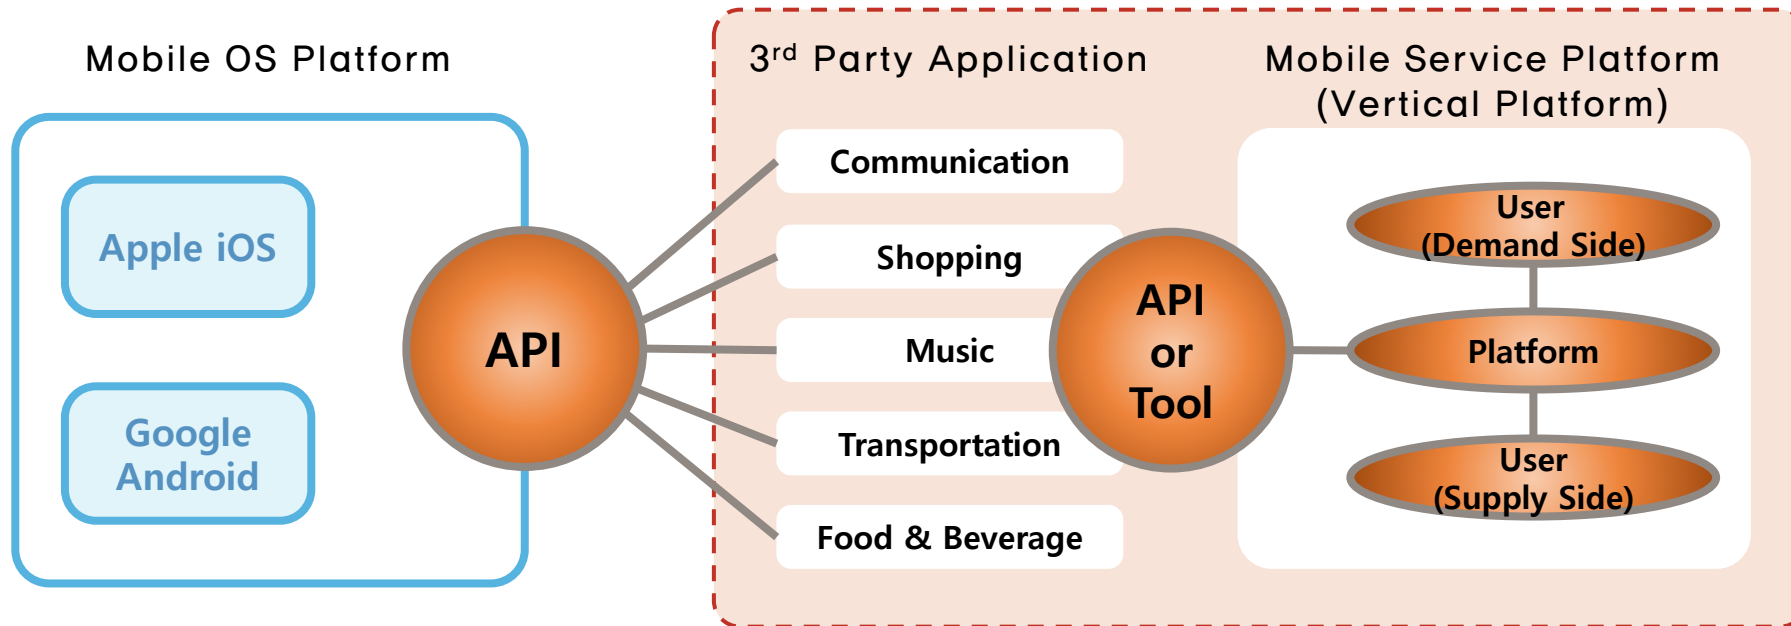 Mobile OS Platform
Apple iOS
Google
Android
API
3rd Party Application
Communication
Shopping
Music
Transportation
Food & Beverage
API
or
Tool
Mobile Service Platform
(Vertical Platform)
User
(Demand Side)
Platform
User
(Supply Side)